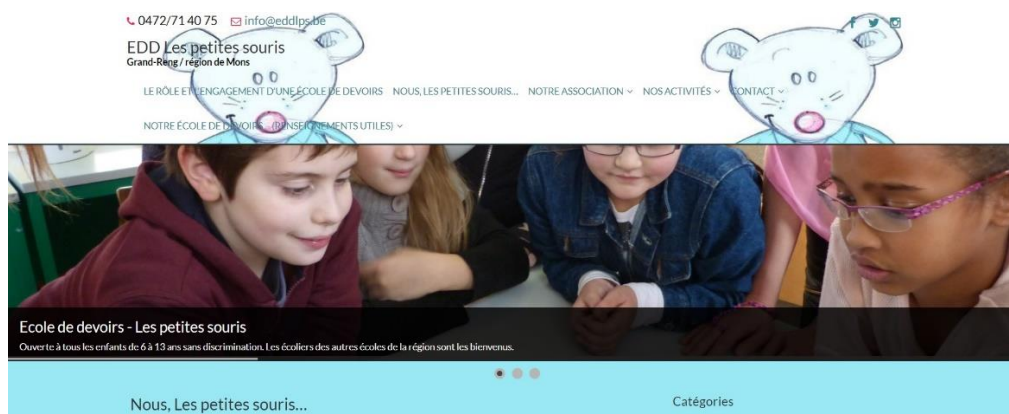 0472/71 40 75 info@eddlps.be
EDD Les petites souris
Grand-Reng / région de Mons
LE RÔLE ET L'ENGAGEMENT D'UNE ÉCOLE DE DEVOIRS NOUS, LES PETITES SOURIS... NOTRE ASSOCIATION NOS ACTIVITÉS CONTACT
NOTRE ÉCOLE DE DEVOIRS... (RENSEIGNEMENTS UTILES)
Ecole de devoirs - Les petites souris
Ouverte à tous les enfants de 6 à 13 ans sans discrimination. Les écoliers des autres écoles de la région sont les bienvenus.
Nous, Les petites souris...
Catégories